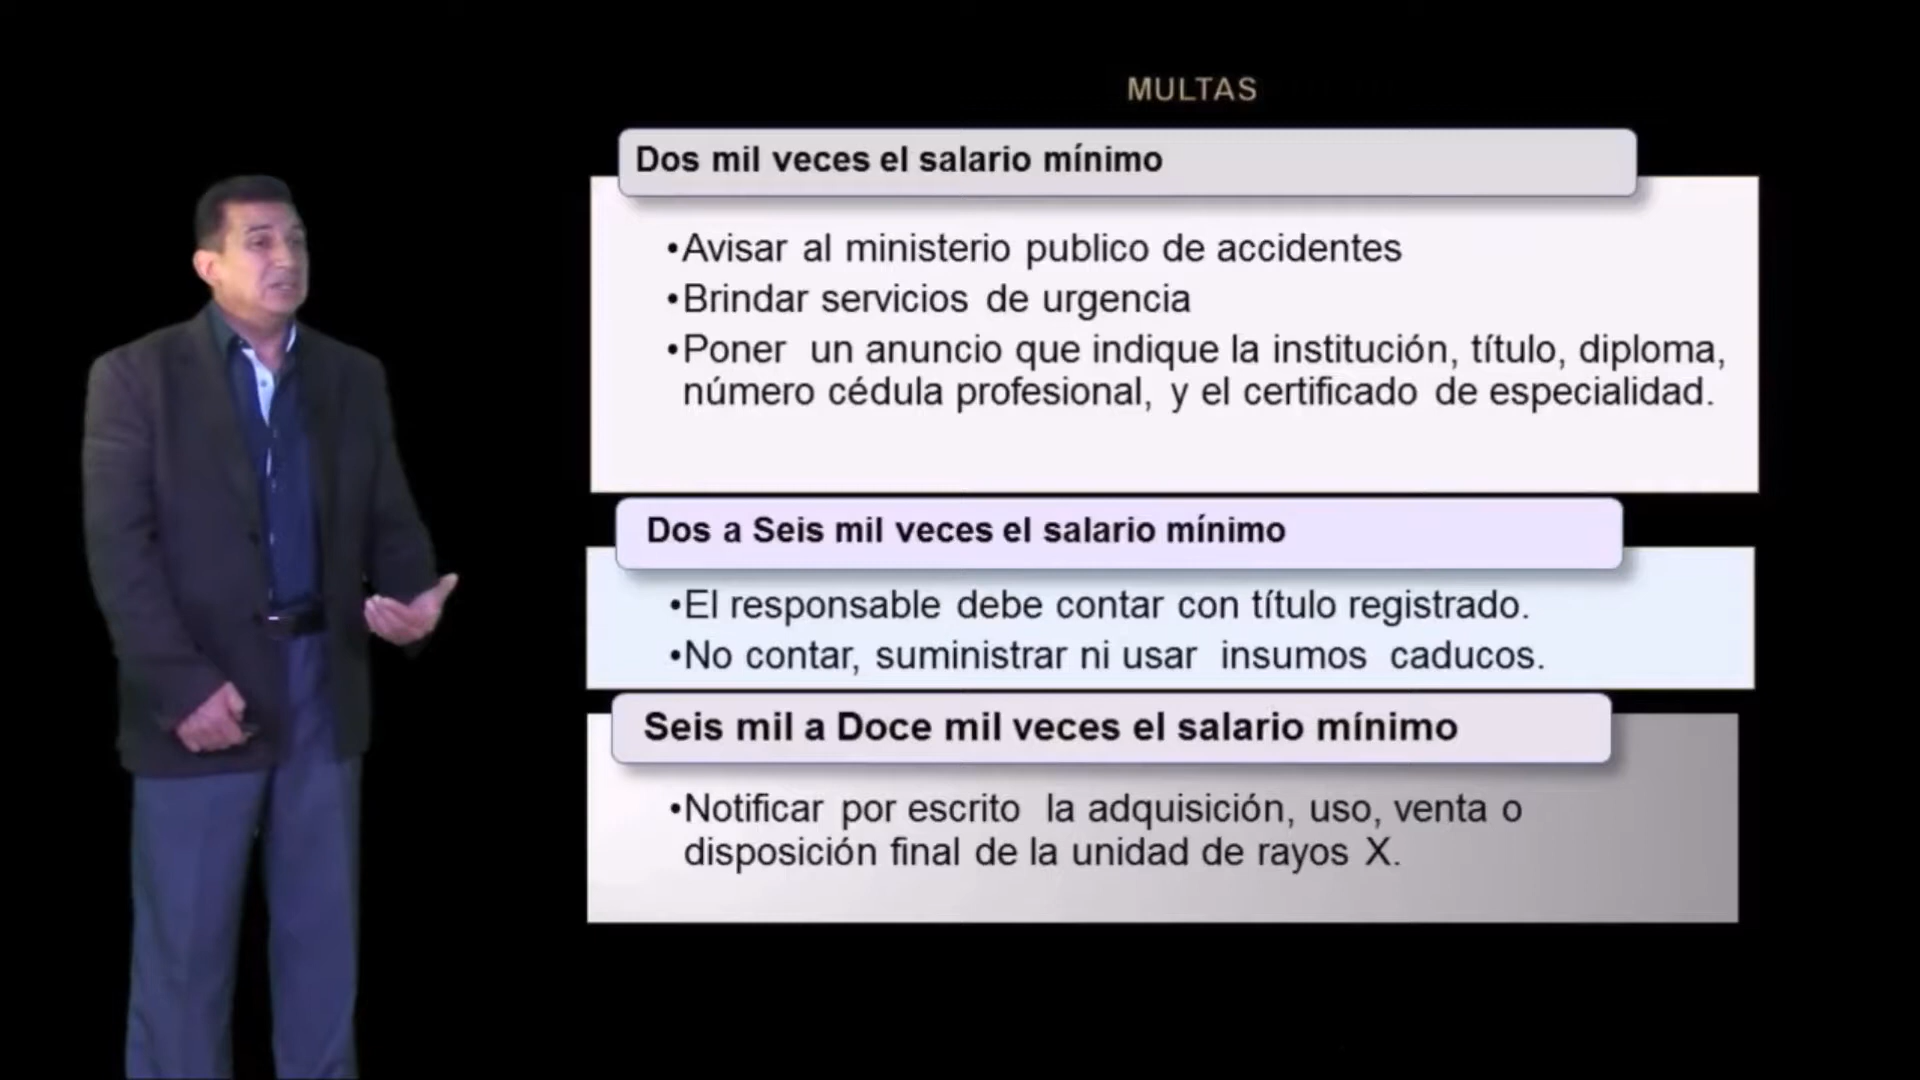 MULTAS
Dos mil veces el salario mínimo
•Avisar al ministerio publico de accidentes
•Brindar servicios de urgencia
•Poner un anuncio que indique la institución, título, diploma,
número cédula profesional, y el certificado de especialidad.
Dos a Seis mil veces el salario mínimo
•El responsable debe contar con título registrado.
•No contar, suministrar ni usar insumos caducos.
Seis mil a Doce mil veces el salario mínimo
•Notificar por escrito la adquisición, uso, venta o
disposición final de la unidad de rayos X.